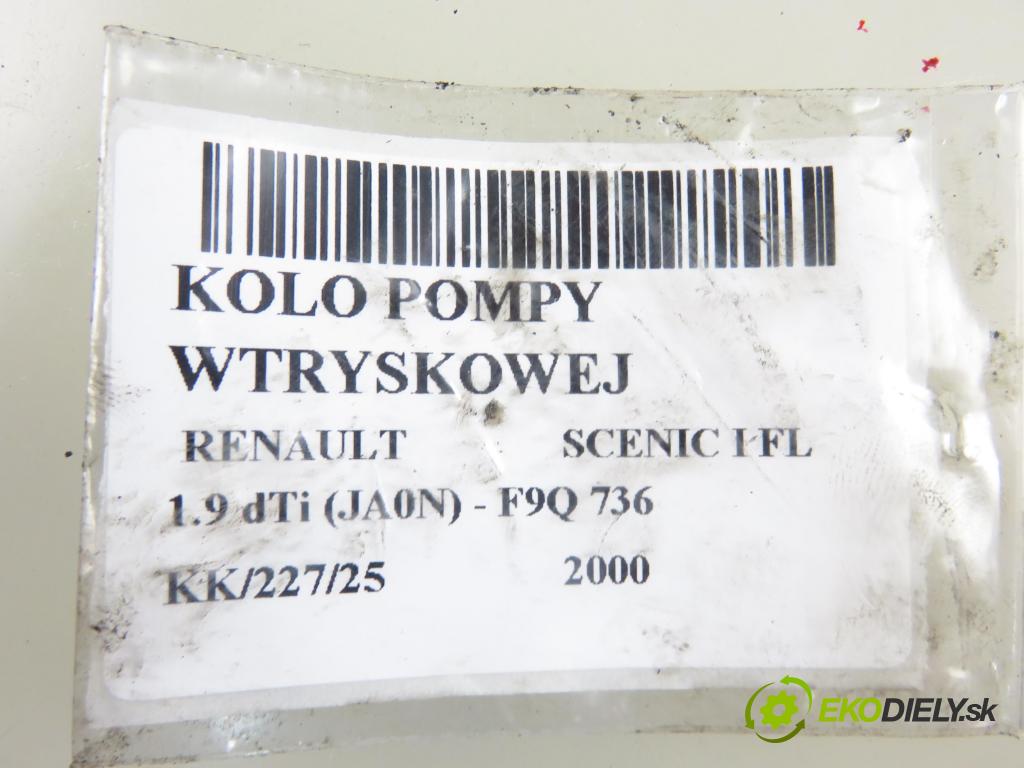 KOLO POMPY
WTRYSKOWEJ
RENAULT SCENIC I FL
1.9 dTi (JA0N) - F9Q 736
KK/227/25 2000
EKODIELY.sk